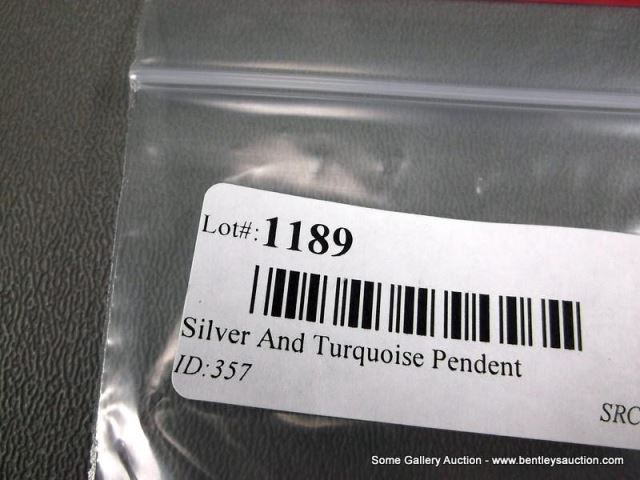 Lot#:1189
Silver And Turquoise Pendent
ID:357
SRC
Some Gallery Auction - www.bentleysauction.com